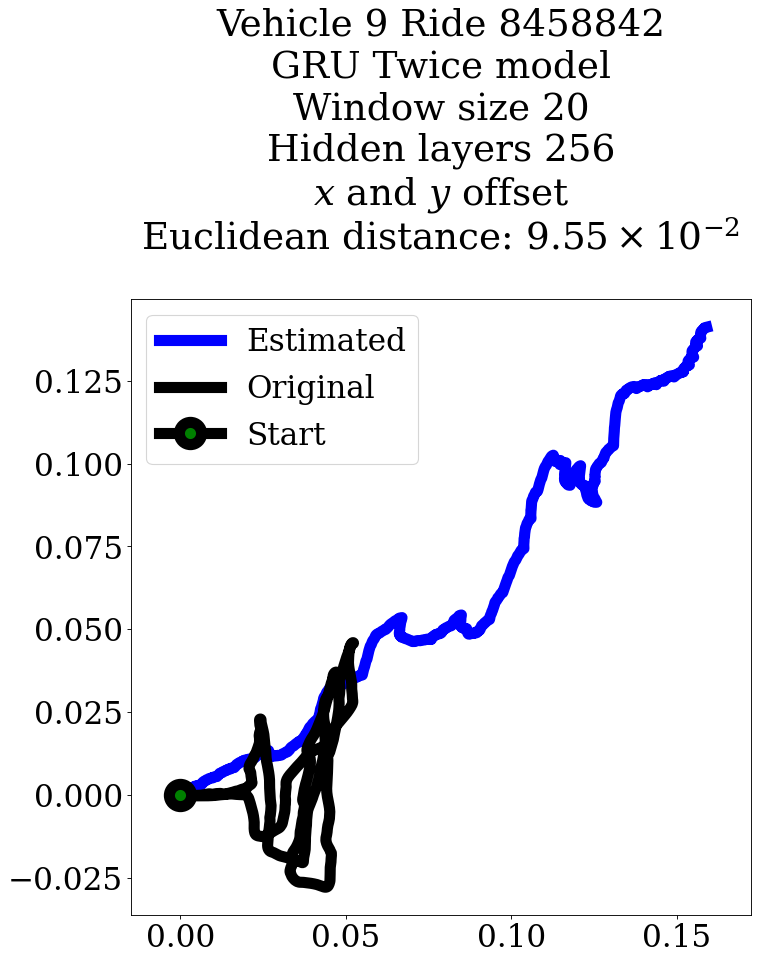 Vehicle 9 Ride 8458842
GRU Twice model
Window size 20
Hidden layers 256
x and y offset
Euclidean distance: 9.55 × 10⁻²
Estimated
Original
Start
0.125
0.100
0.075
0.050
0.025
0.000
−0.025
0.00 0.05 0.10 0.15